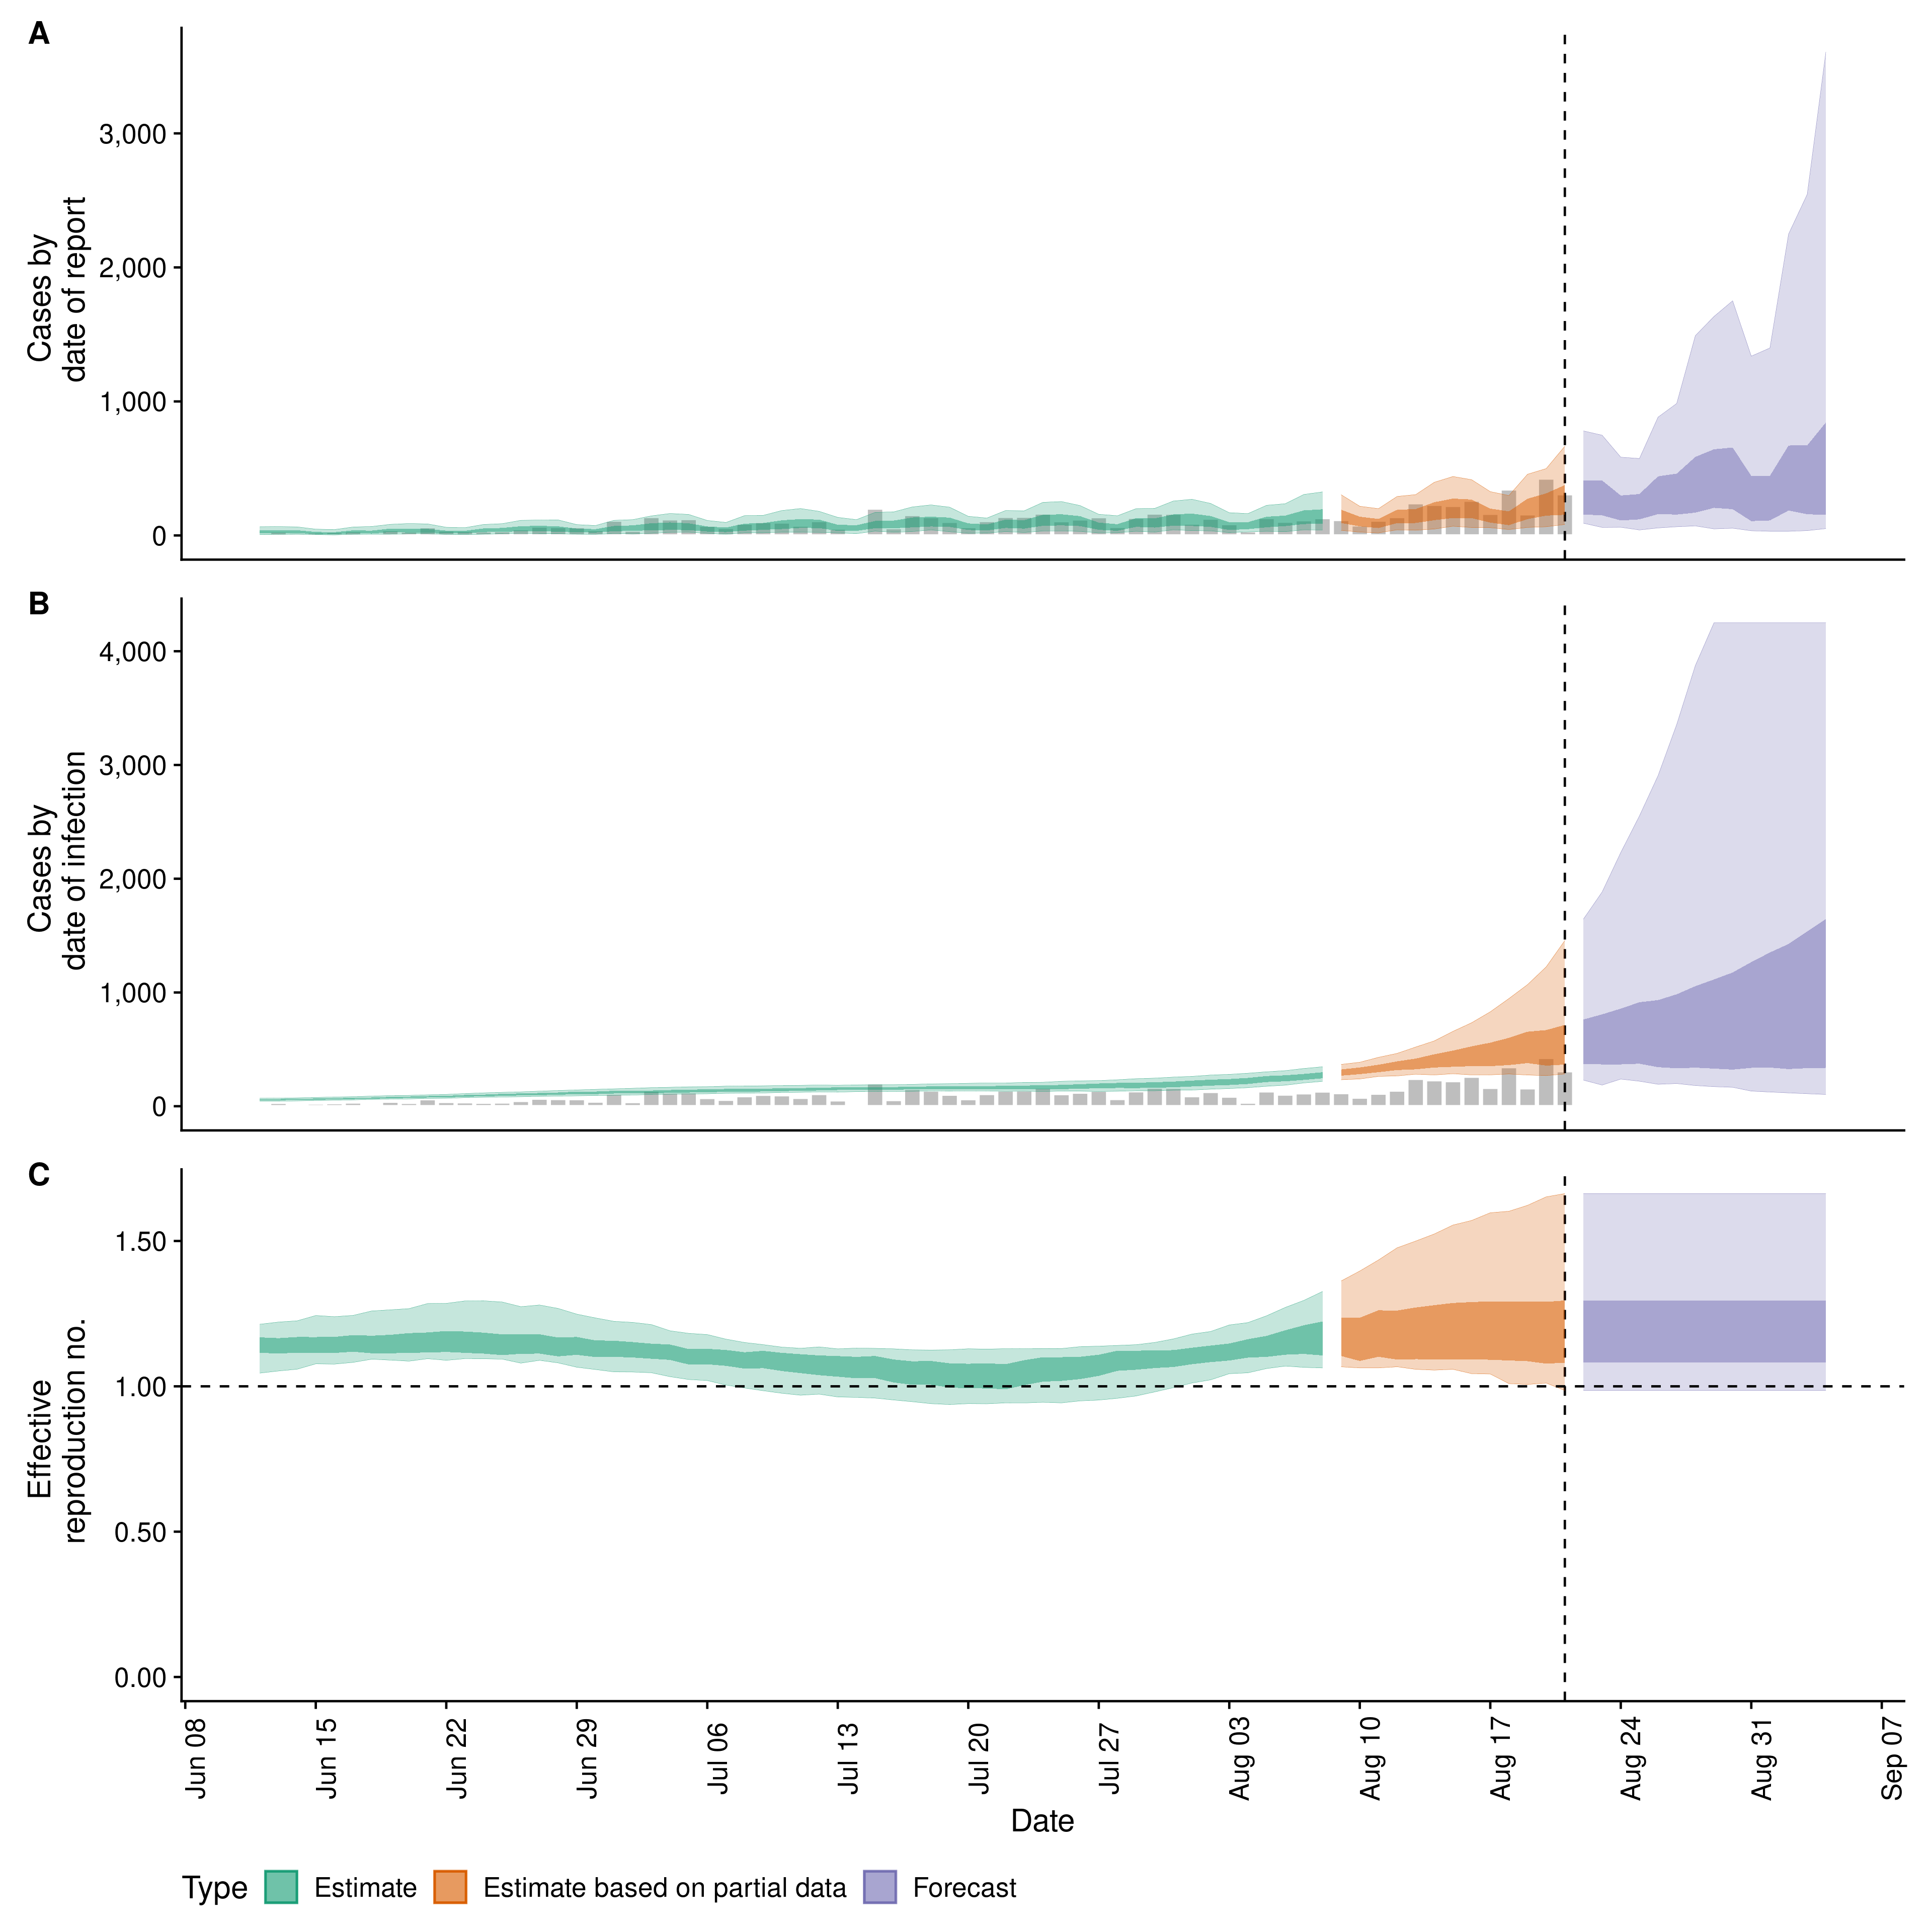 A
Cases by
date of report
3,000
2,000
1,000
0
B
Cases by
date of infection
4,000
3,000
2,000
1,000
0
C
Effective
reproduction no.
1.50
1.00
0.50
0.00
Jun 08
Jun 15
Jun 22
Jun 29
Jul 06
Jul 13
Jul 20
Jul 27
Aug 03
Aug 10
Aug 17
Aug 24
Aug 31
Sep 07
Date
Type Estimate Estimate based on partial data Forecast